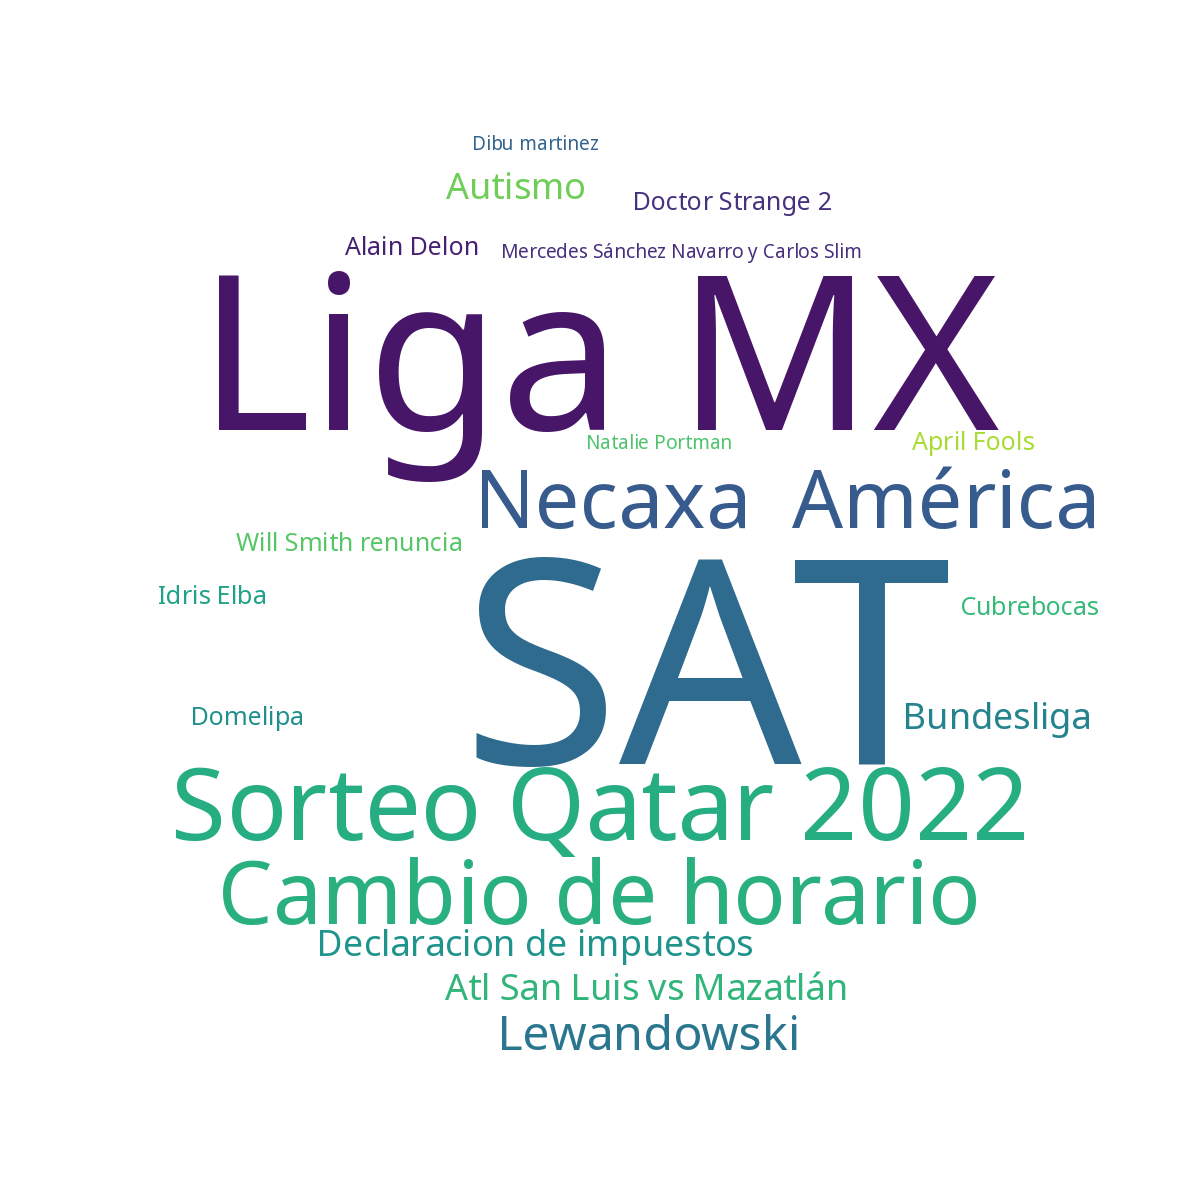 Dibu martinez
Autismo
Doctor Strange 2
Alain Delon
Mercedes Sánchez Navarro y Carlos Slim
Liga MX
Natalie Portman
April Fools
Necaxa
América
Will Smith renuncia
SAT
Idris Elba
Cubrebocas
Domelipa
Bundesliga
Sorteo Qatar 2022
Cambio de horario
Declaracion de impuestos
Atl San Luis vs Mazatlán
Lewandowski